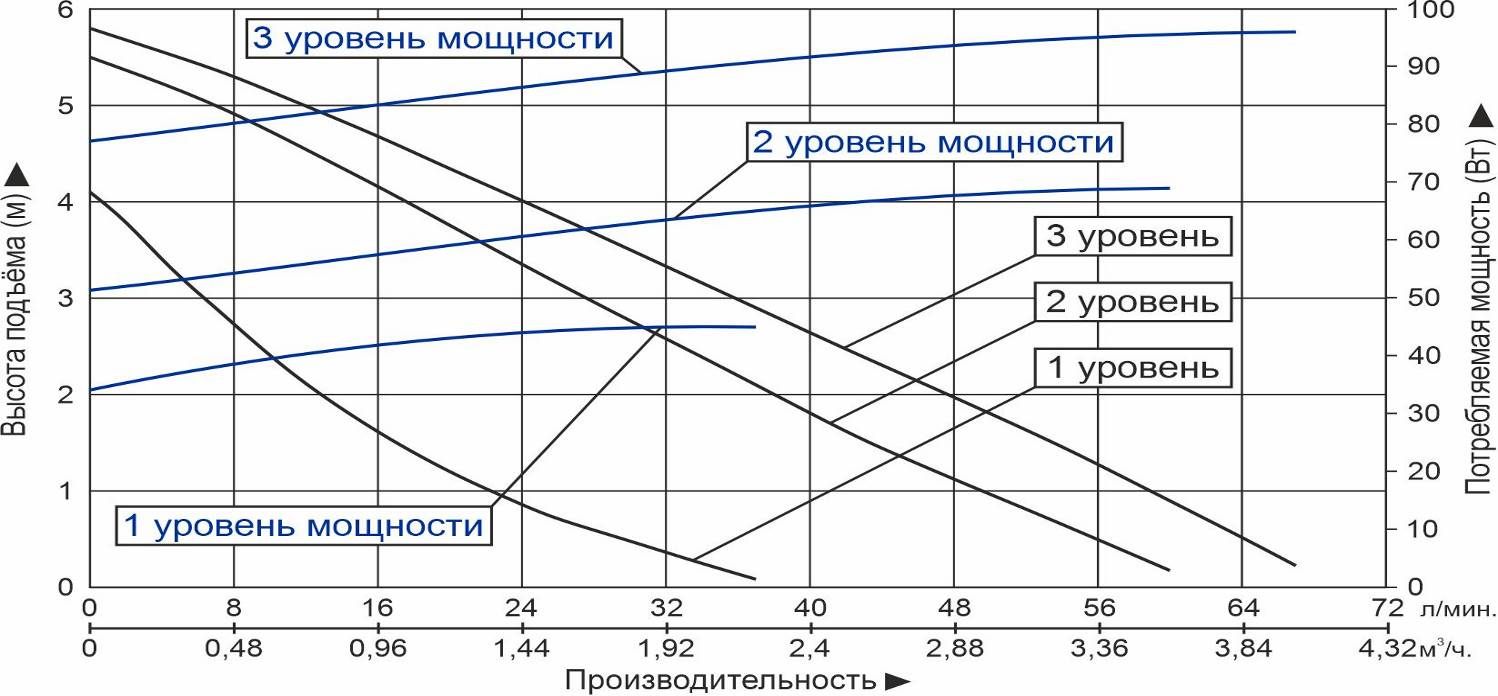 6
5
4
3
2
1
0
Высота подъёма (м) ▲
3 уровень мощности
2 уровень мощности
3 уровень
2 уровень
1 уровень
1 уровень мощности
100
90
80
70
60
50
40
30
20
10
0
Потребляемая мощность (Вт) ▲
0 8 16 24 32 40 48 56 64 72 л/мин.
0 0,48 0,96 1,44 1,92 2,4 2,88 3,36 3,84 4,32 м³/ч.
Производительность ►